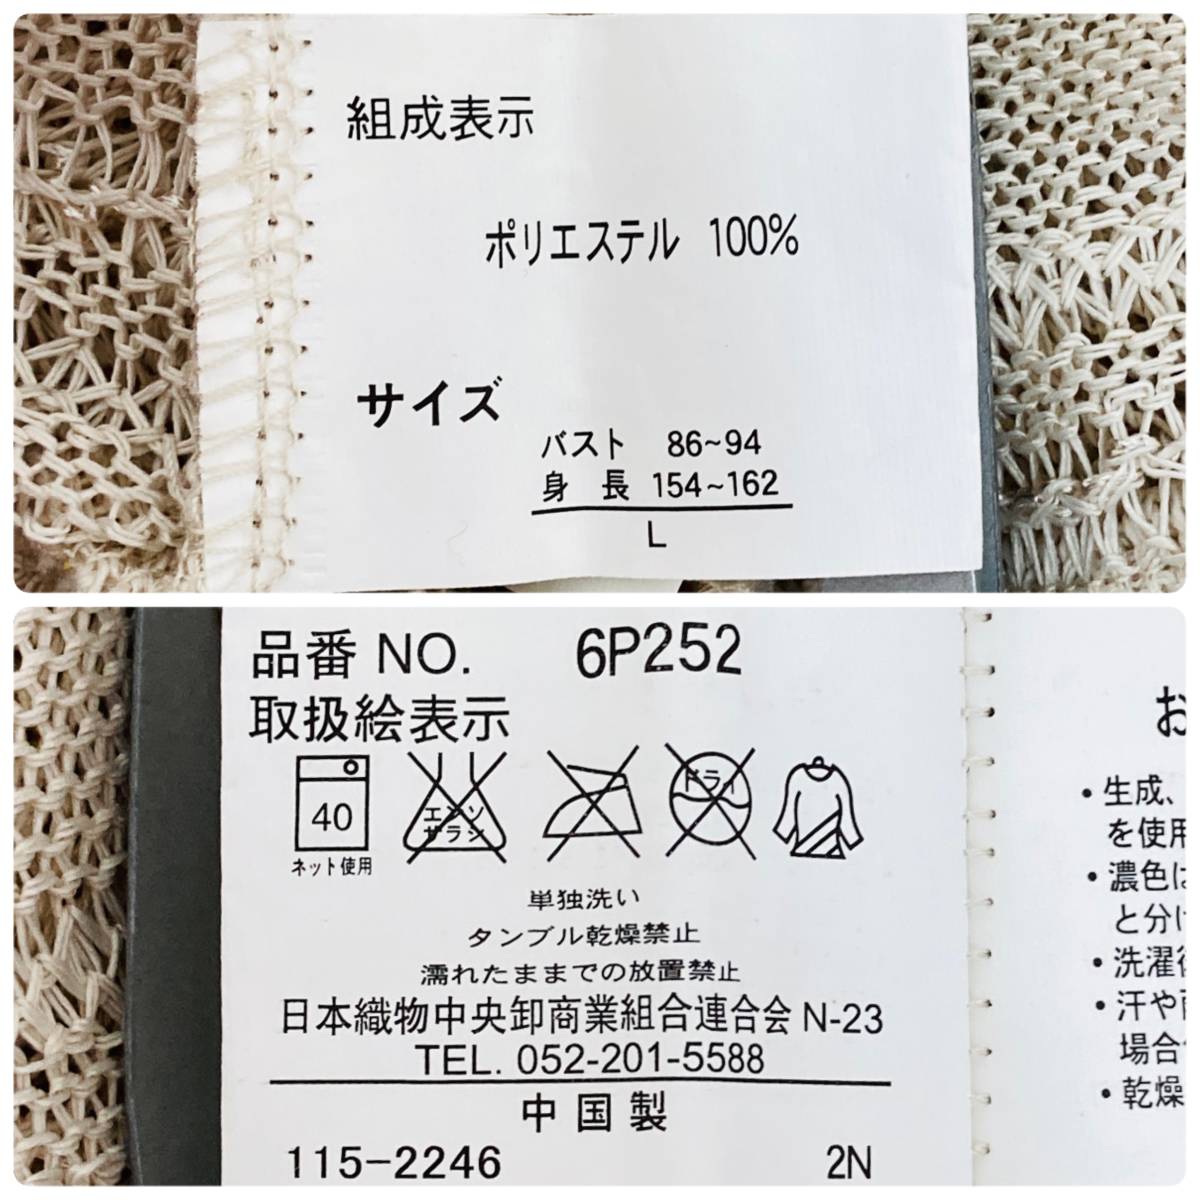 組成表示
ポリエステル 100%
サイズ
バスト 86~94
身長 154~162
L
品番 NO. 6P252
取扱絵表示
40
エンソ
サラシ
ドライ
ネット使用
単独洗い
タンブル乾燥禁止
濡れたままでの放置禁止
日本織物中央卸商業組合連合会 N-23
TEL. 052-201-5588
中国製
115-2246 2N
お
・生成、
を使用
・濃色は
と分け
・洗濯後
・汗や雨
場合
・乾燥